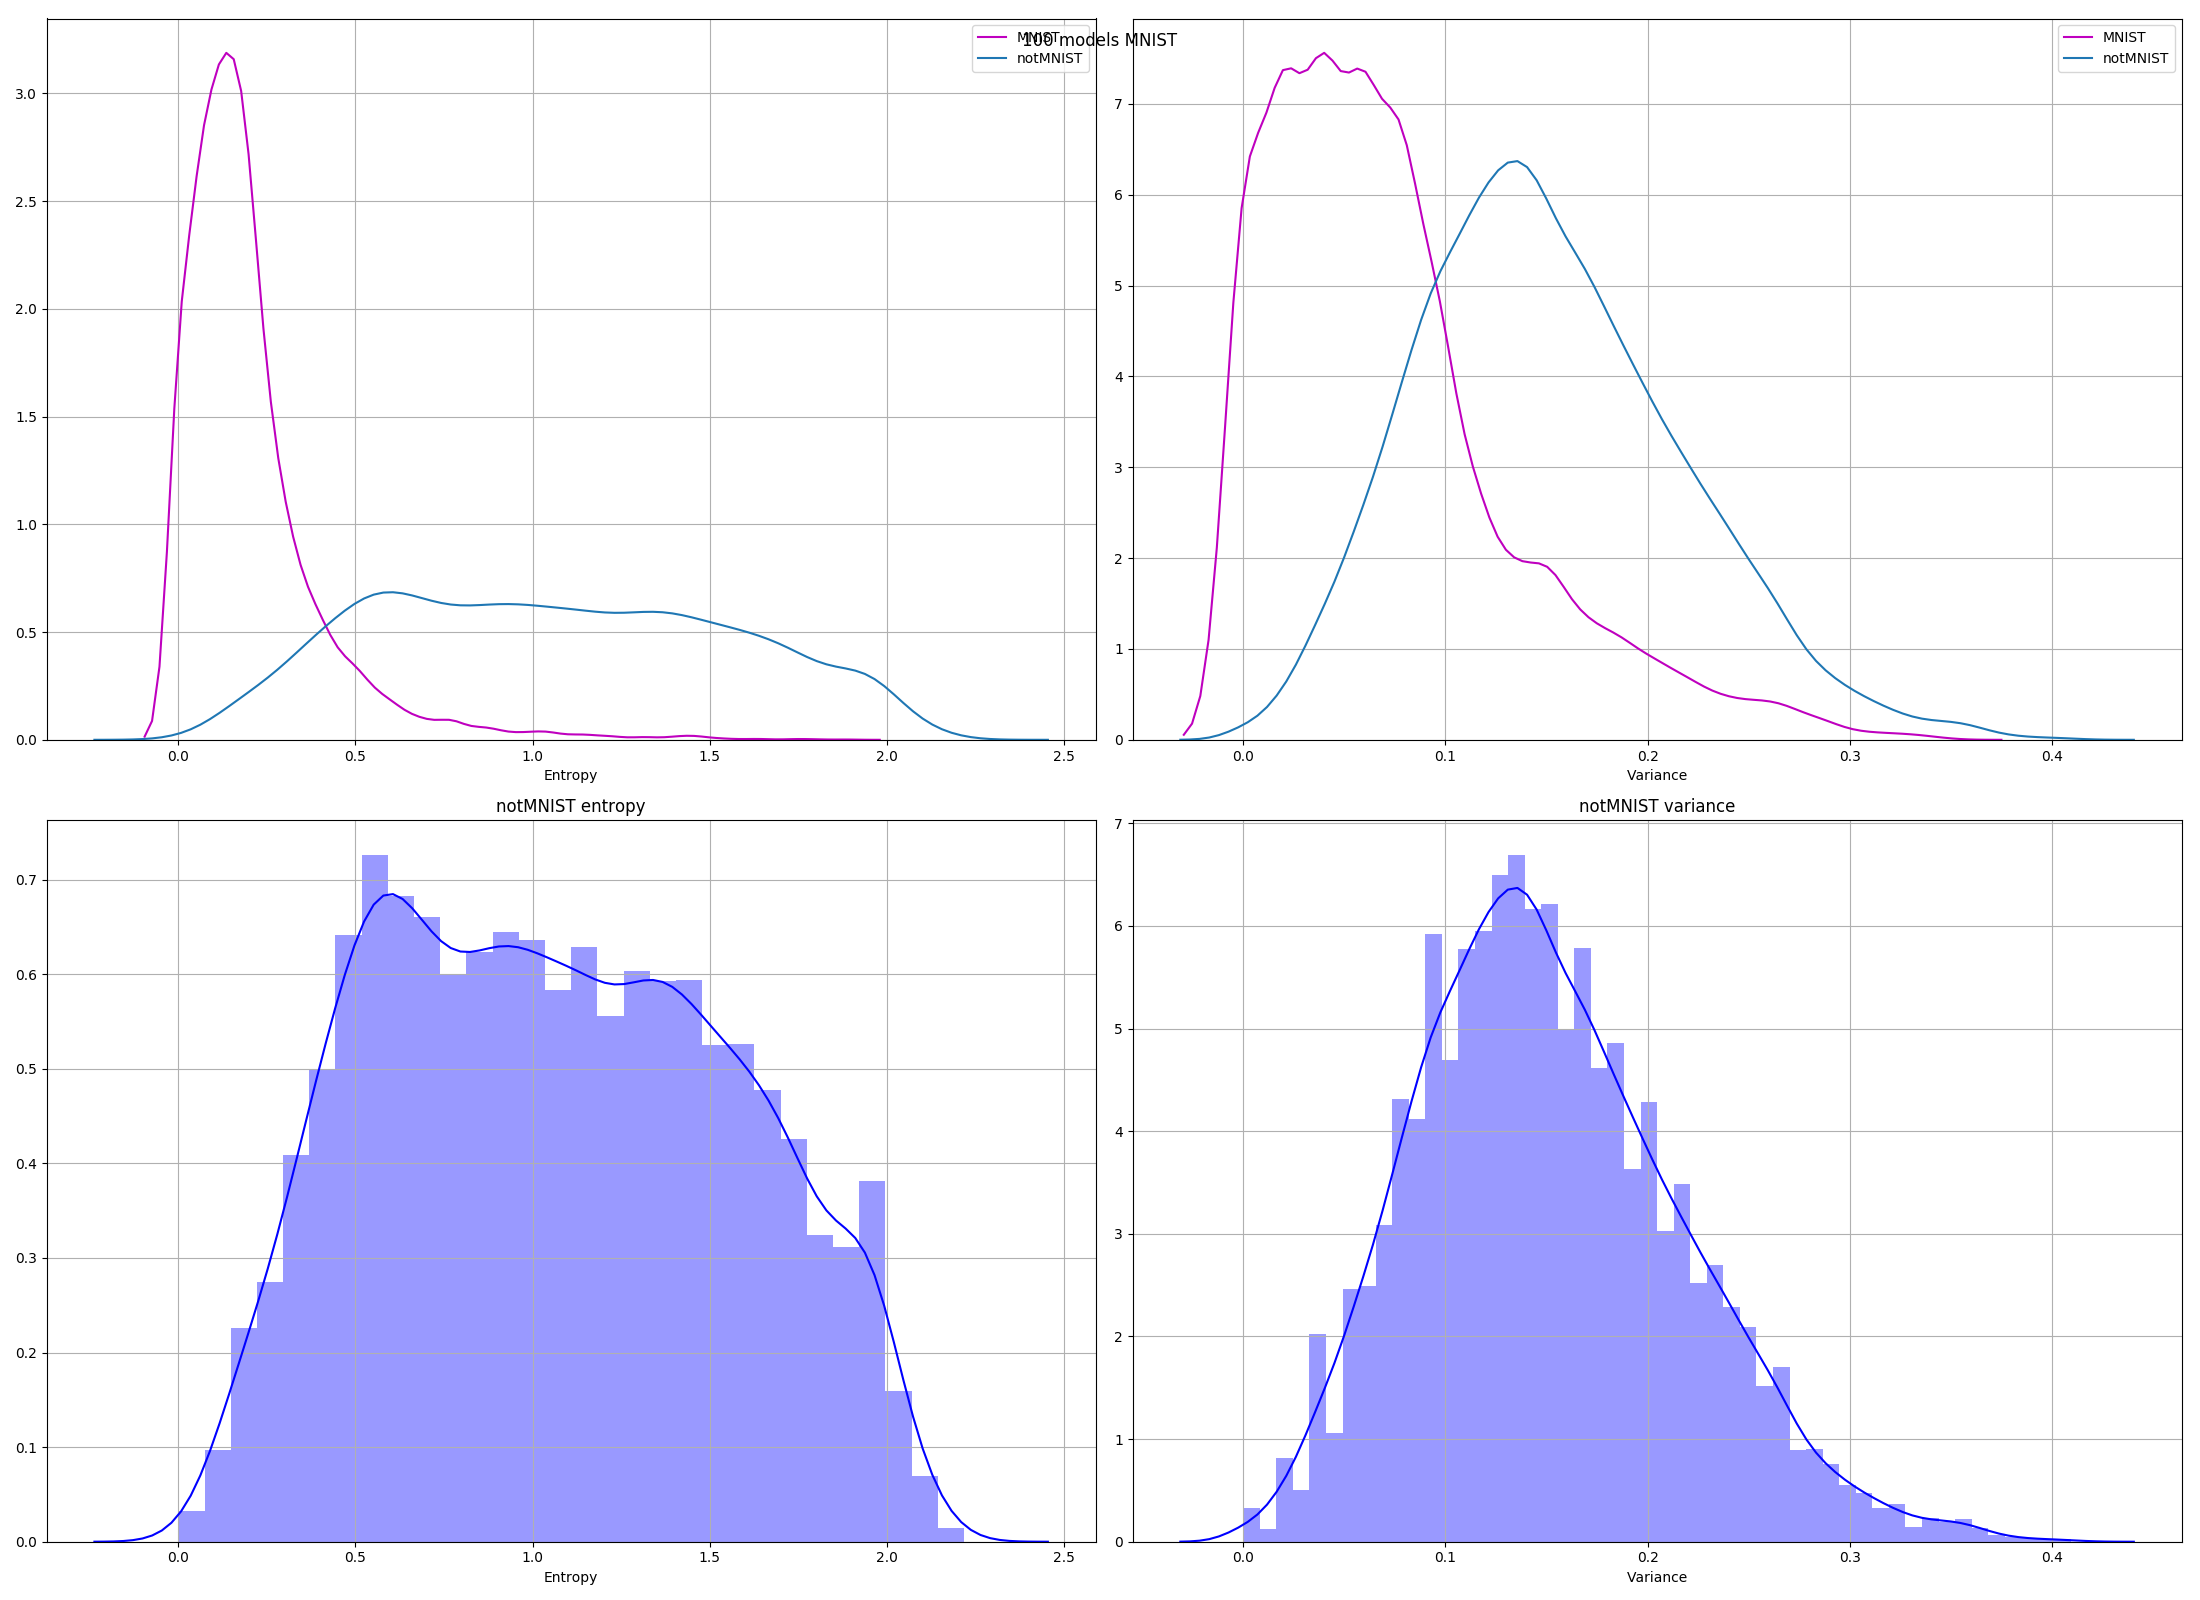 100 models MNIST
MNIST
notMNIST
3.0
2.5
2.0
1.5
1.0
0.5
0.0
0.0 0.5 1.0 1.5 2.0 2.5
Entropy
MNIST
notMNIST
7
6
5
4
3
2
1
0
0.0 0.1 0.2 0.3 0.4
Variance
notMNIST entropy
0.7
0.6
0.5
0.4
0.3
0.2
0.1
0.0
0.0 0.5 1.0 1.5 2.0 2.5
Entropy
notMNIST variance
7
6
5
4
3
2
1
0
0.0 0.1 0.2 0.3 0.4
Variance